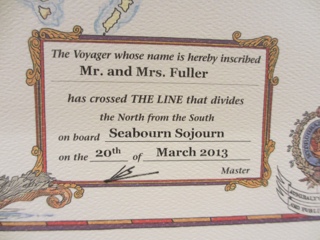 The Voyager whose name is hereby inscribed
Mr. and Mrs. Fuller
has crossed THE LINE that divides
the North from the South
on board Seabourn Sojourn
on the 20th of March 2013
Master